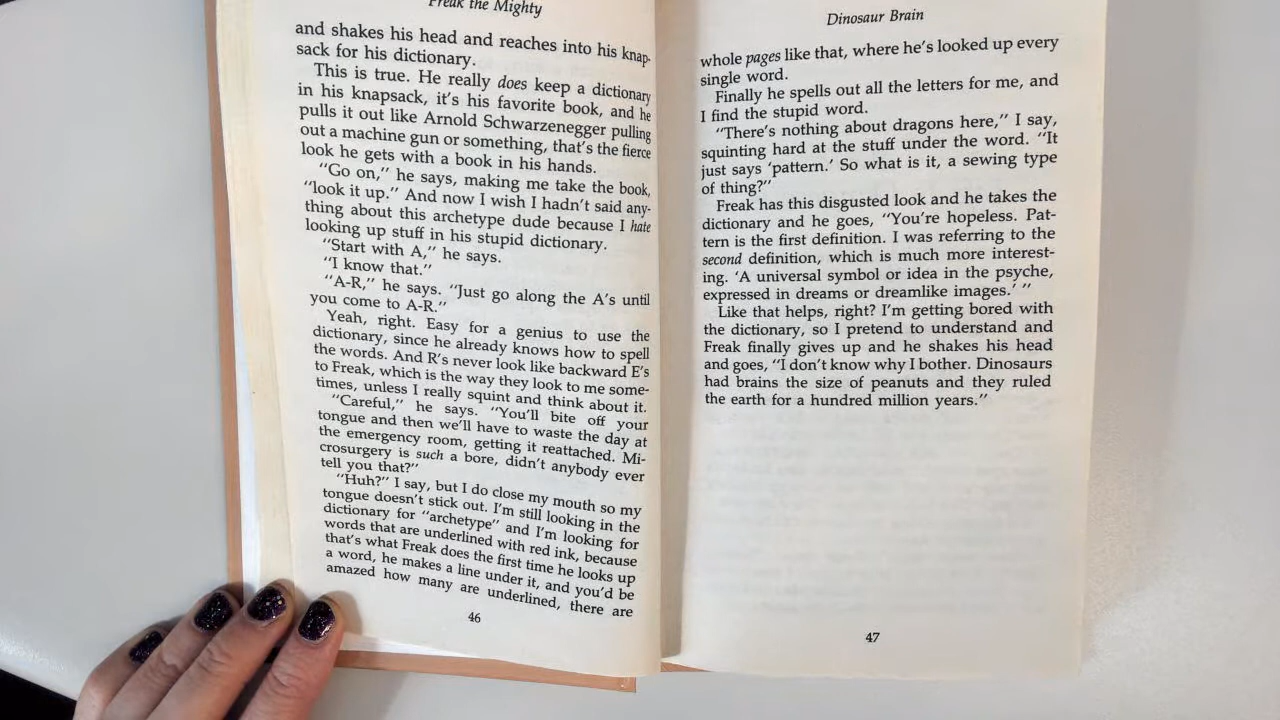 Freak the Mighty
and shakes his head and reaches into his knap-
sack for his dictionary.
This is true. He really does keep a dictionary
in his knapsack, it's his favorite book, and he
pulls it out like Arnold Schwarzenegger pulling
out a machine gun or something, that's the fierce
look he gets with a book in his hands.
“Go on,” he says, making me take the book,
“look it up.” And now I wish I hadn't said any-
thing about this archetype dude because I hate
looking up stuff in his stupid dictionary.
“Start with A,” he says.
“I know that.”
“A-R,” he says. “Just go along the A's until
you come to A-R.”
Yeah, right. Easy for a genius to use the
dictionary, since he already knows how to spell
the words. And R's never look like backward E's
to Freak, which is the way they look to me some-
times, unless I really squint and think about it.
“Careful,” he says. “You'll bite off your
tongue and then we'll have to waste the day at
the emergency room, getting it reattached. Mi-
crosurgery is such a bore, didn't anybody ever
tell you that?”
“Huh?” I say, but I do close my mouth so my
tongue doesn't stick out. I'm still looking in the
dictionary for “archetype” and I'm looking for
words that are underlined with red ink, because
that's what Freak does the first time he looks up
a word, he makes a line under it, and you'd be
amazed how many are underlined, there are
46
Dinosaur Brain
whole pages like that, where he's looked up every
single word.
Finally he spells out all the letters for me, and
I find the stupid word.
“There's nothing about dragons here,” I say,
squinting hard at the stuff under the word. “It
just says ‘pattern.’ So what is it, a sewing type
of thing?”
Freak has this disgusted look and he takes the
dictionary and he goes, “You're hopeless. Pat-
tern is the first definition. I was referring to the
second definition, which is much more interest-
ing. ‘A universal symbol or idea in the psyche,
expressed in dreams or dreamlike images.’ ”
Like that helps, right? I'm getting bored with
the dictionary, so I pretend to understand and
Freak finally gives up and he shakes his head
and goes, “I don't know why I bother. Dinosaurs
had brains the size of peanuts and they ruled
the earth for a hundred million years.”
47